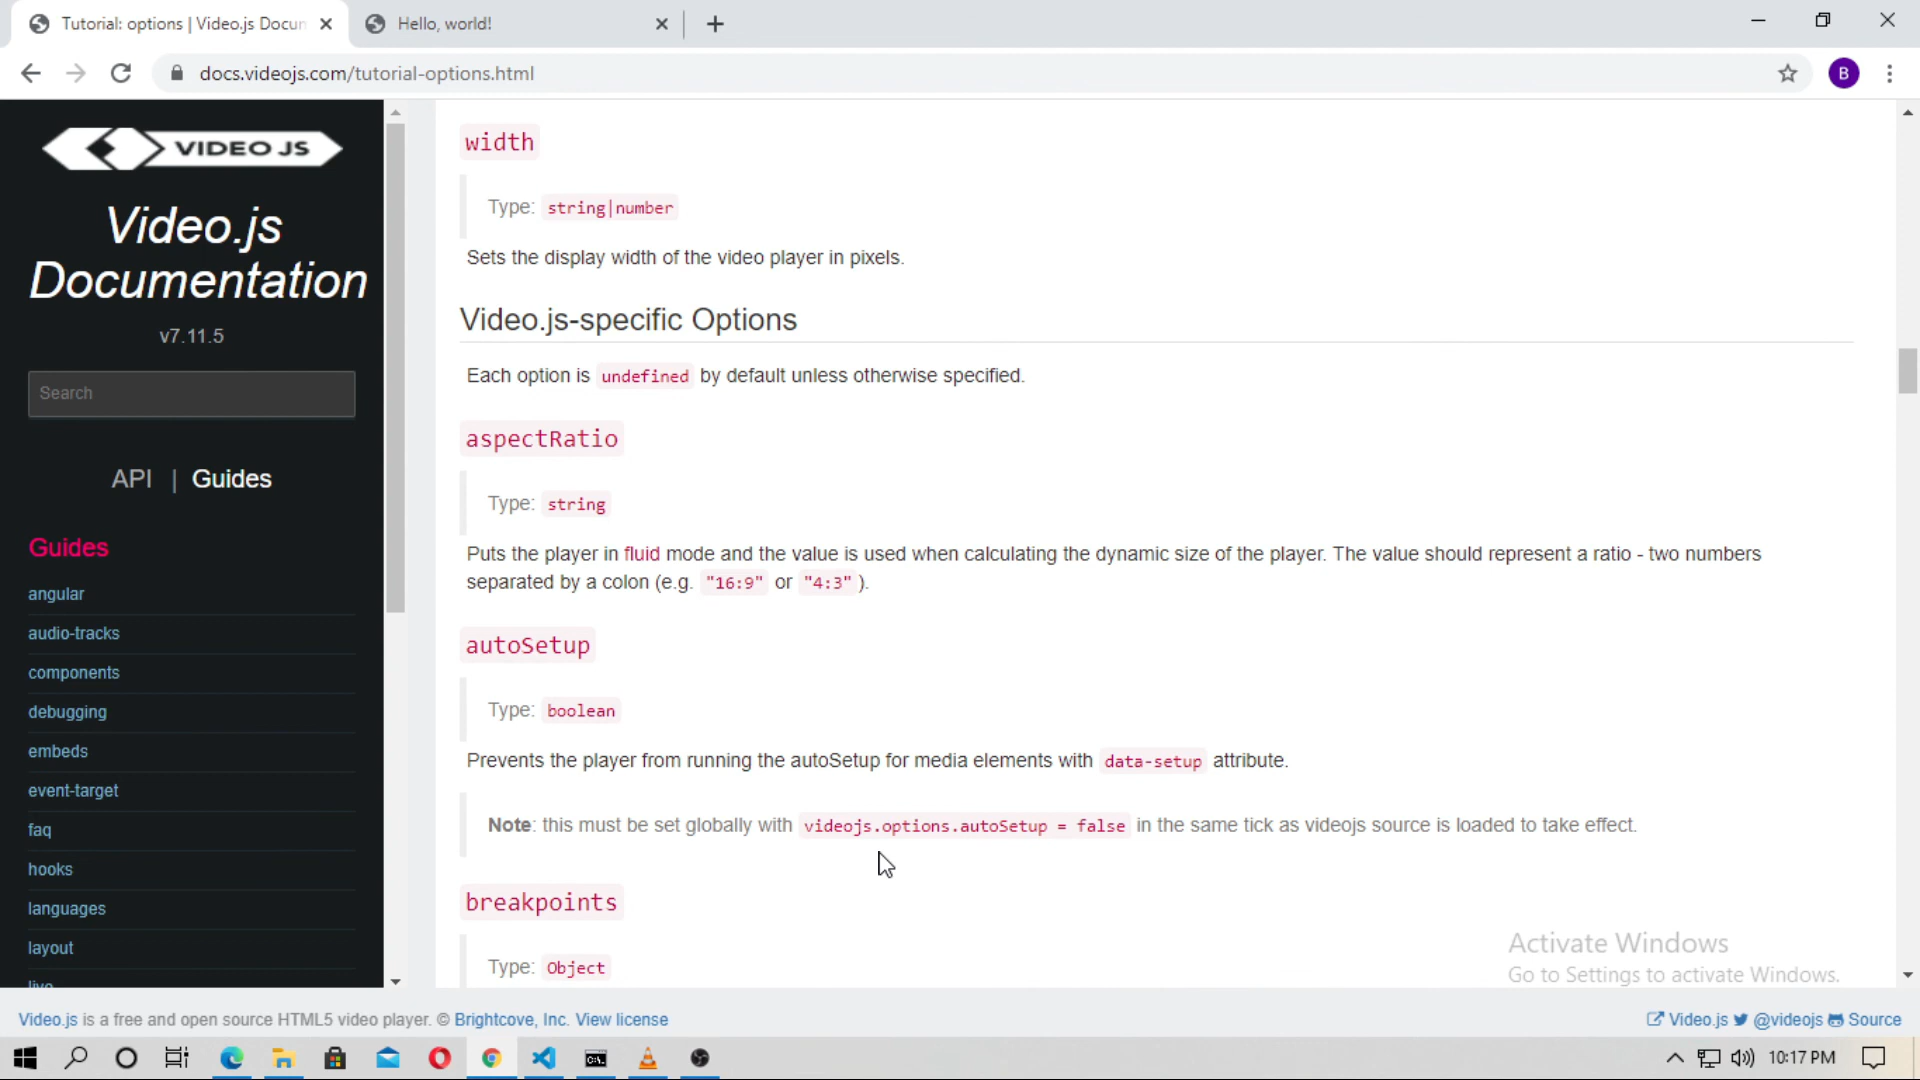 Tutorial: options | Video.js Docum
Hello, world!
docs.videojs.com/tutorial-options.html
B
VIDEO JS
Video.js
Documentation
v7.11.5
Search
API | Guides
Guides
angular
audio-tracks
components
debugging
embeds
event-target
faq
hooks
languages
layout
live
width
Type: string|number
Sets the display width of the video player in pixels.
Video.js-specific Options
Each option is undefined by default unless otherwise specified.
aspectRatio
Type: string
Puts the player in fluid mode and the value is used when calculating the dynamic size of the player. The value should represent a ratio - two numbers
separated by a colon (e.g. "16:9" or "4:3").
autoSetup
Type: boolean
Prevents the player from running the autoSetup for media elements with data-setup attribute.
Note: this must be set globally with videojs.options.autoSetup = false in the same tick as videojs source is loaded to take effect.
breakpoints
Type: Object
Activate Windows
Go to Settings to activate Windows.
Video.js is a free and open source HTML5 video player. © Brightcove, Inc. View license
Video.js @videojs Source
10:17 PM